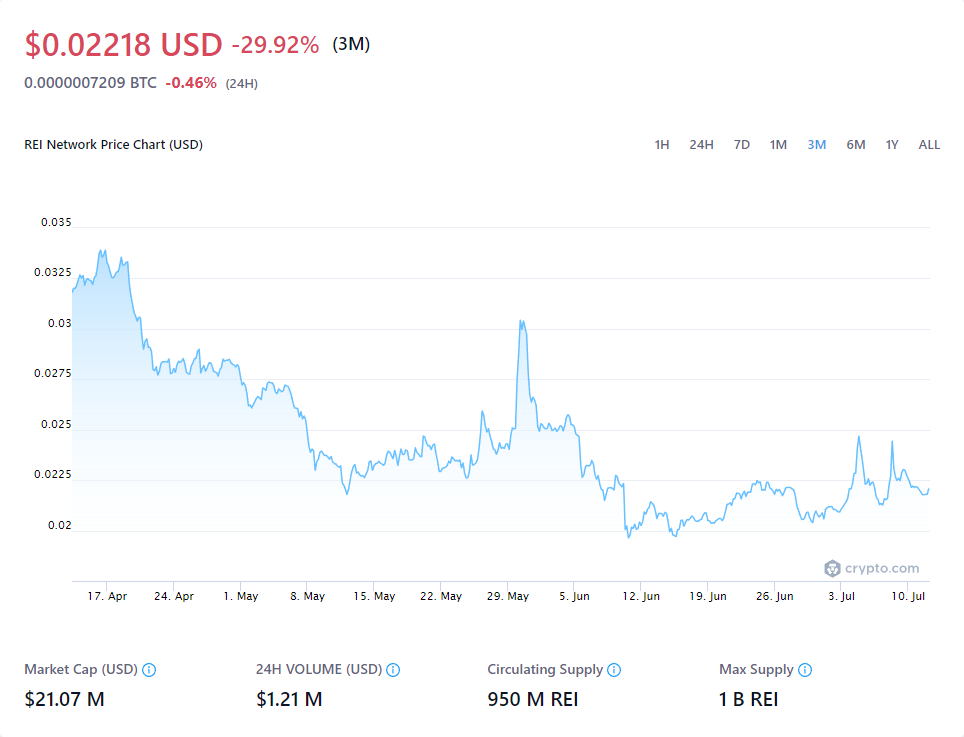 $0.02218 USD -29.92% (3M)
0.0000007209 BTC -0.46% (24H)
REI Network Price Chart (USD) 1H 24H 7D 1M 3M 6M 1Y ALL
0.035
0.0325
0.03
0.0275
0.025
0.0225
0.02
crypto.com
17. Apr 24. Apr 1. May 8. May 15. May 22. May 29. May 5. Jun 12. Jun 19. Jun 26. Jun 3. Jul 10. Jul
Market Cap (USD) 24H VOLUME (USD) Circulating Supply Max Supply
$21.07 M $1.21 M 950 M REI 1 B REI